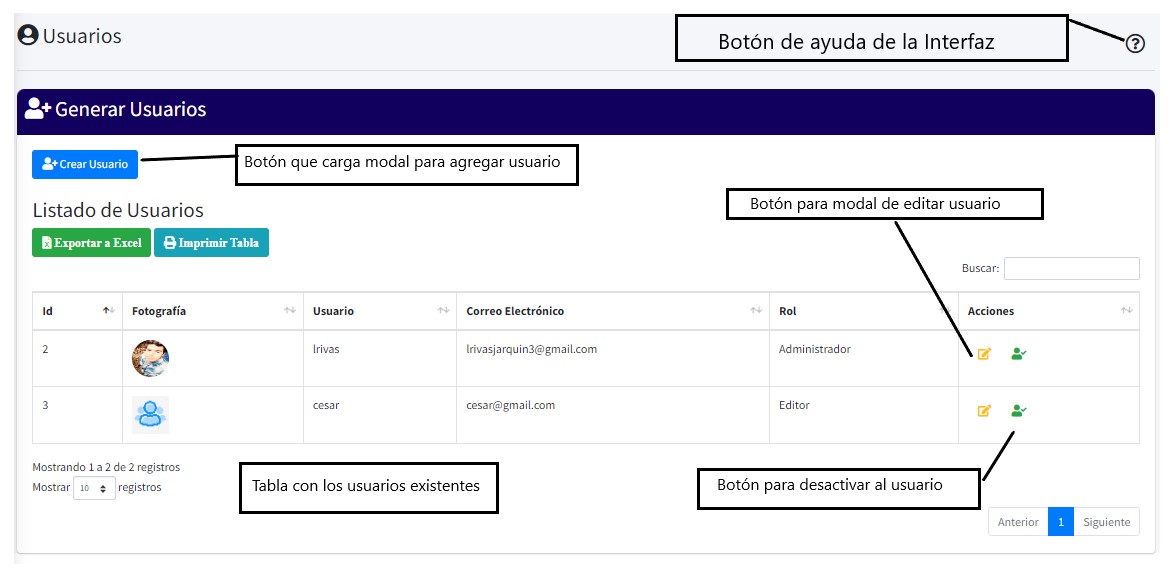 Usuarios
Botón de ayuda de la Interfaz
Generar Usuarios
Crear Usuario
Botón que carga modal para agregar usuario
Listado de Usuarios
Botón para modal de editar usuario
Exportar a Excel Imprimir Tabla
Buscar:
Id Fotografía Usuario Correo Electrónico Rol Acciones
2 lrivas lrivasjarquin3@gmail.com Administrador
3 cesar cesar@gmail.com Editor
Mostrando 1 a 2 de 2 registros
Mostrar 10 registros
Tabla con los usuarios existentes
Botón para desactivar al usuario
Anterior 1 Siguiente